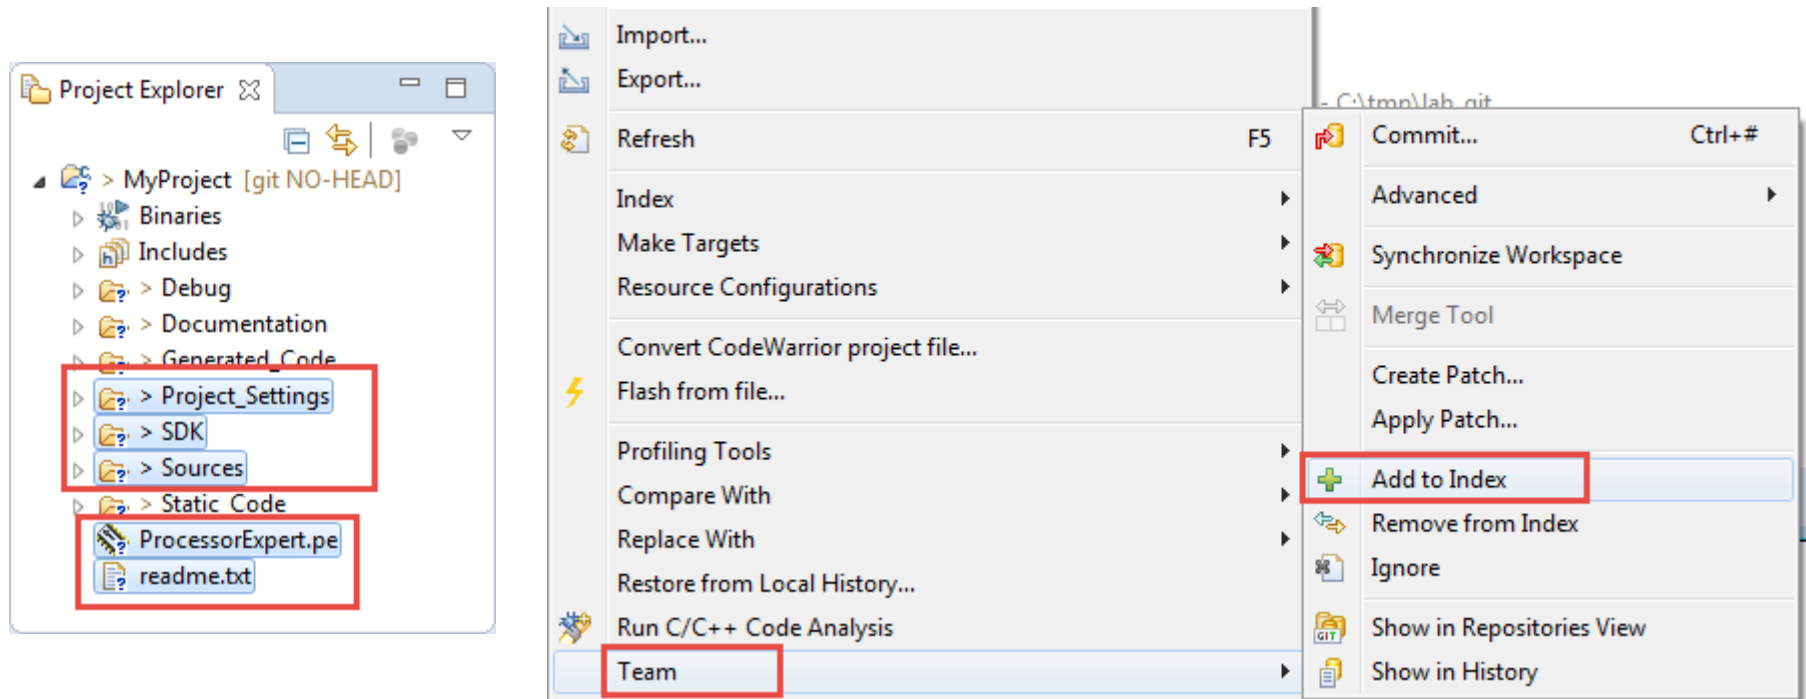 Project Explorer
> MyProject [git NO-HEAD]
Binaries
Includes
> Debug
> Documentation
> Generated_Code
> Project_Settings
> SDK
> Sources
> Static_Code
ProcessorExpert.pe
readme.txt
Import...
Export...
Refresh F5
Index
Make Targets
Resource Configurations
Convert CodeWarrior project file...
Flash from file...
Profiling Tools
Compare With
Replace With
Restore from Local History...
Run C/C++ Code Analysis
Team
- C:\tmp\lab_git
Commit... Ctrl+#
Advanced
Synchronize Workspace
Merge Tool
Create Patch...
Apply Patch...
Add to Index
Remove from Index
Ignore
Show in Repositories View
Show in History